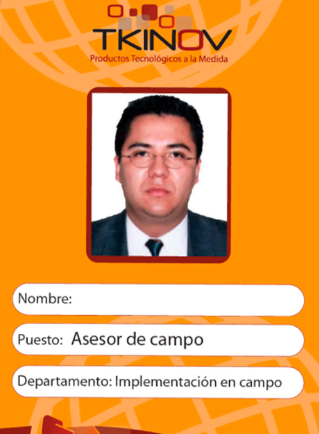 TKINOV
Productos Tecnológicos a la Medida
Nombre:
Puesto: Asesor de campo
Departamento: Implementación en campo